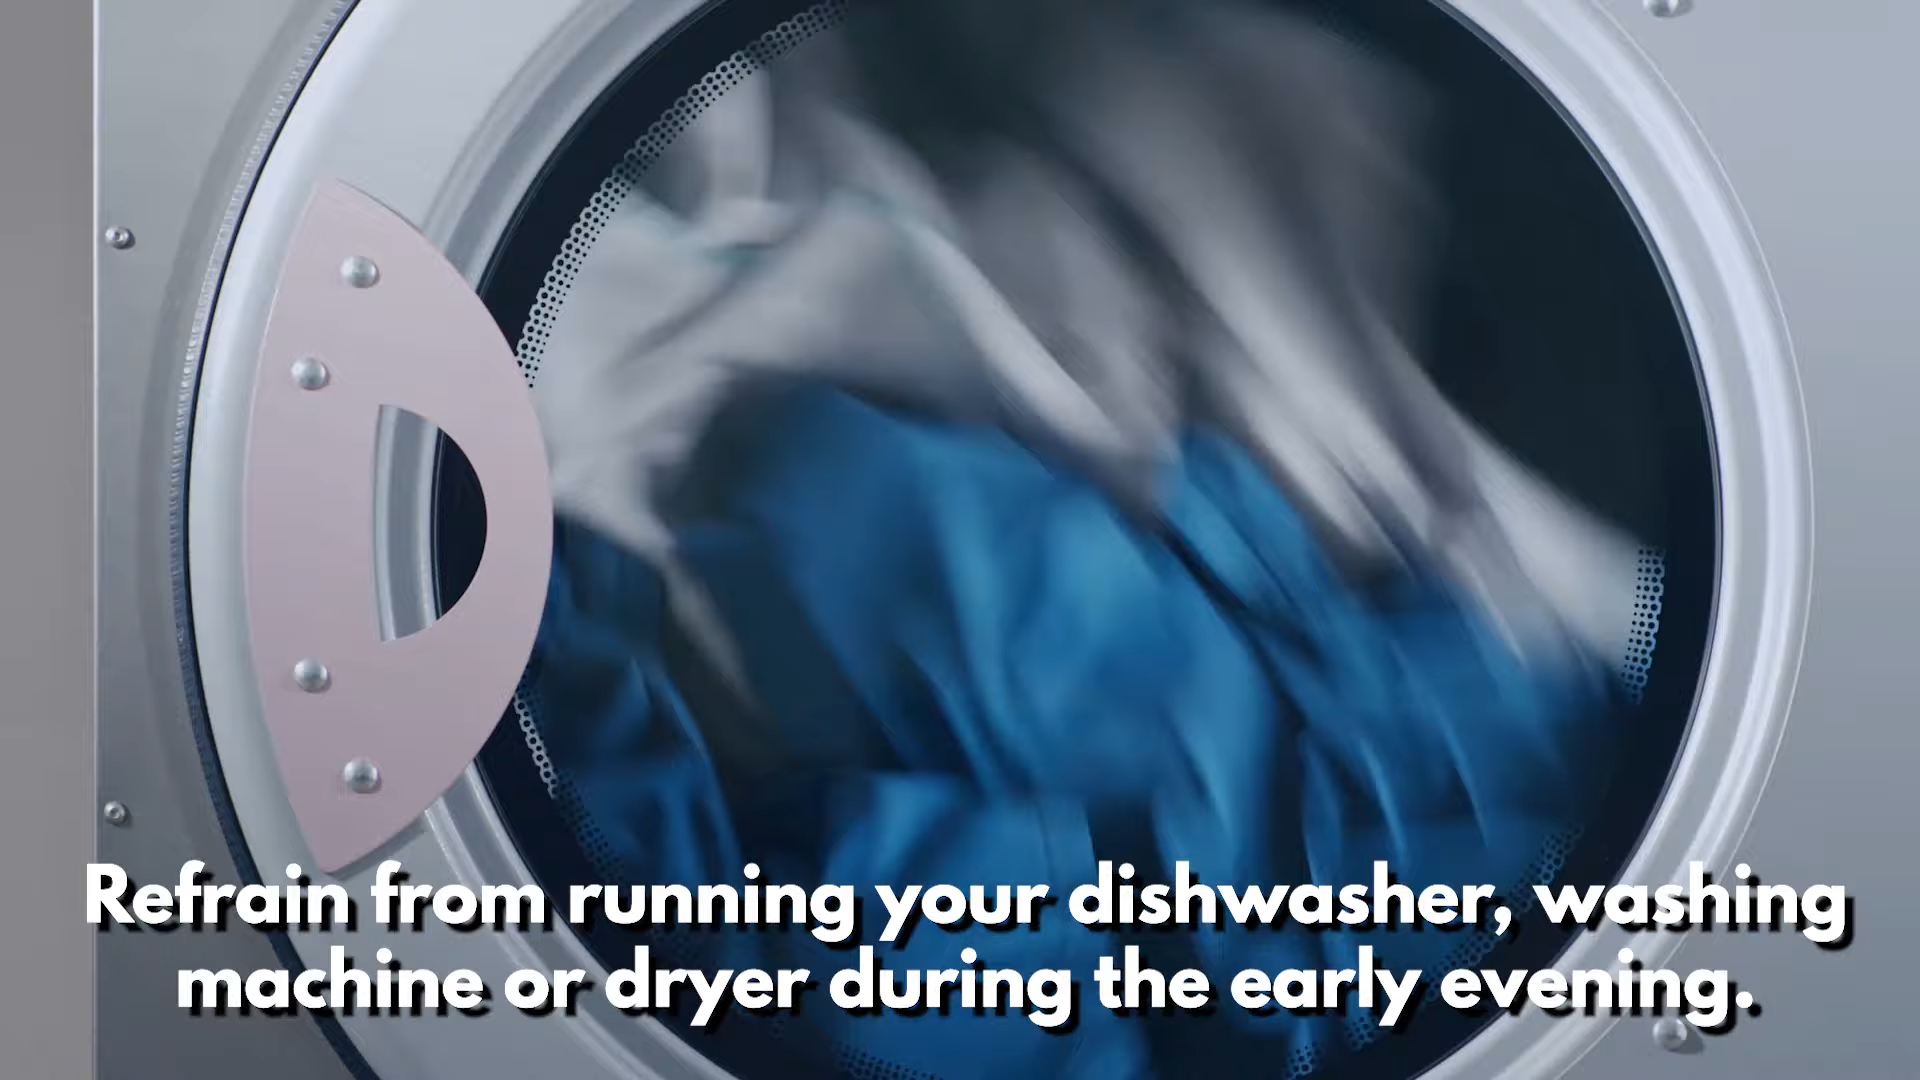 Refrain from running your dishwasher, washing
machine or dryer during the early evening.